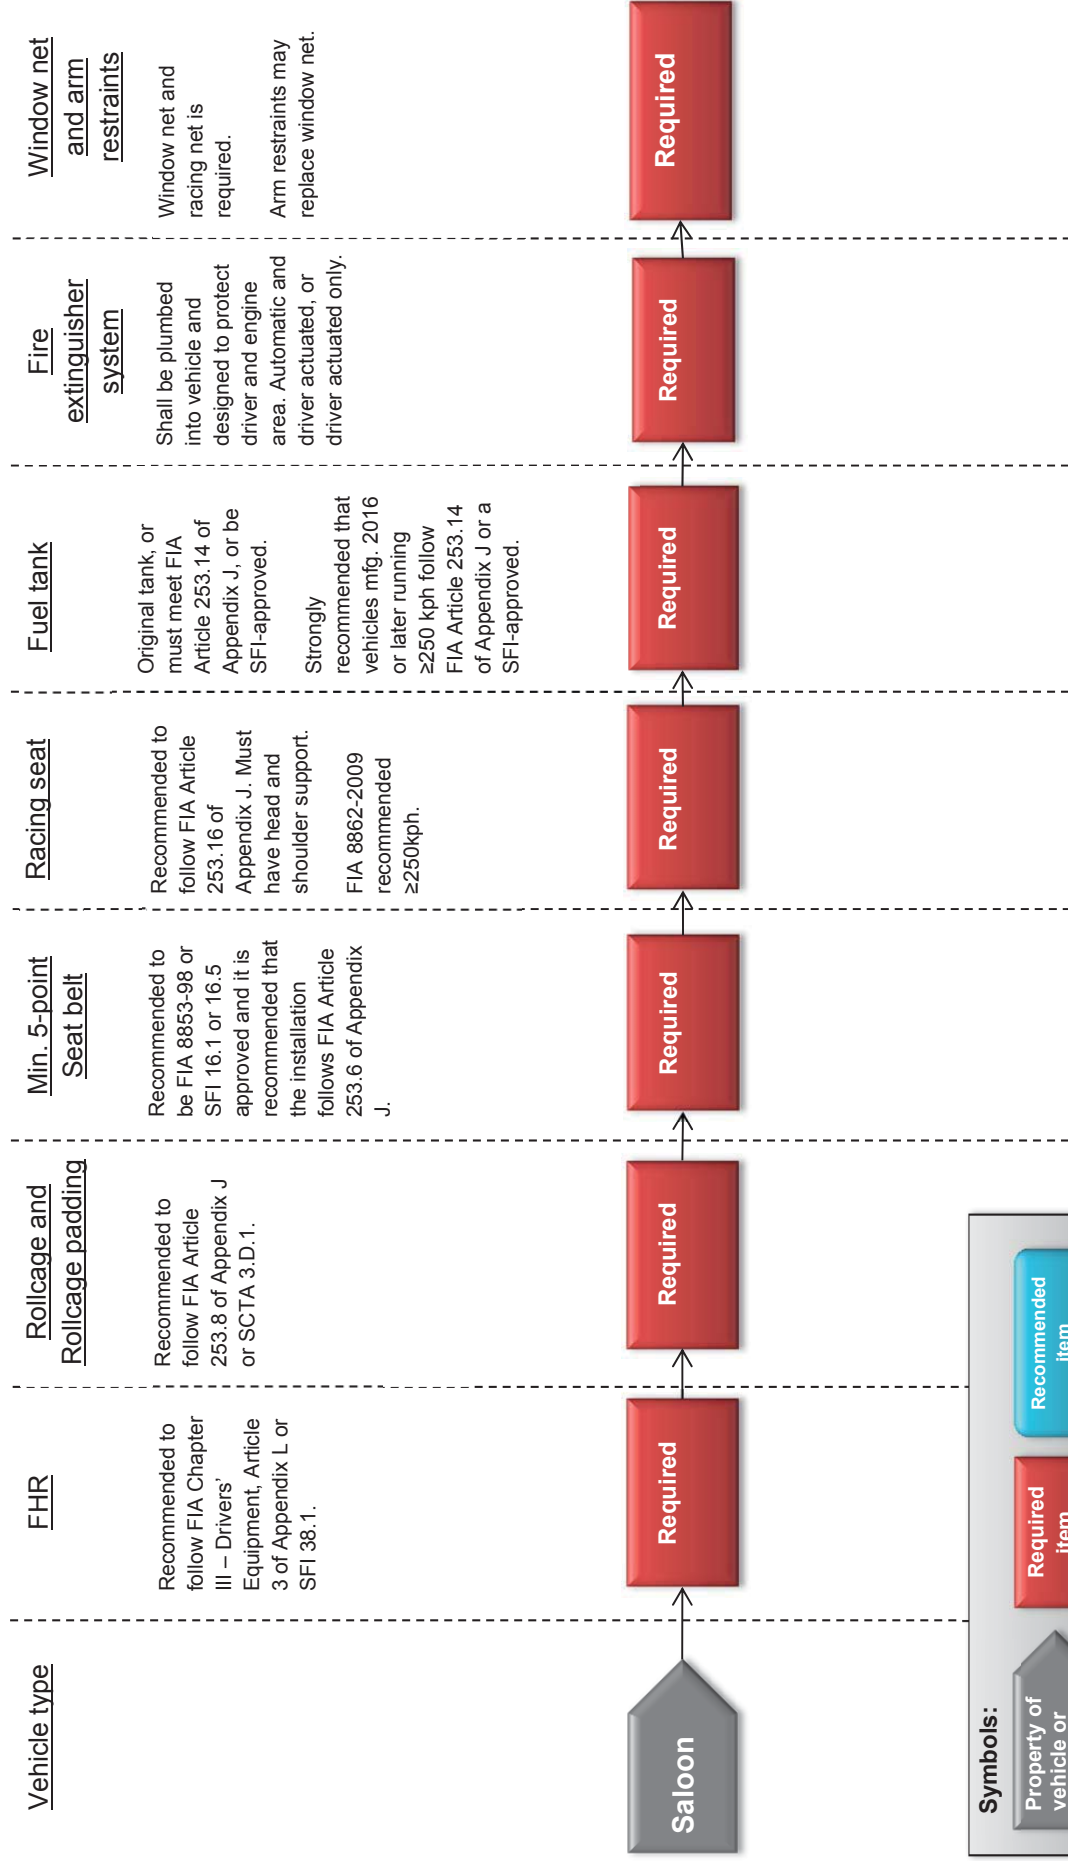 Vehicle type
FHR
Recommended to
follow FIA Chapter
III – Drivers’
Equipment, Article
3 of Appendix L or
SFI 38.1.
Rollcage and
Rollcage padding
Recommended to
follow FIA Article
253.8 of Appendix J
or SCTA 3.D.1.
Min. 5-point
Seat belt
Recommended to
be FIA 8853-98 or
SFI 16.1 or 16.5
approved and it is
recommended that
the installation
follows FIA Article
253.6 of Appendix
J.
Racing seat
Recommended to
follow FIA Article
253.16 of
Appendix J. Must
have head and
shoulder support.
FIA 8862-2009
recommended
≥250kph.
Fuel tank
Original tank, or
must meet FIA
Article 253.14 of
Appendix J, or be
SFI-approved.
Strongly
recommended that
vehicles mfg. 2016
or later running
≥250 kph follow
FIA Article 253.14
of Appendix J or a
SFI-approved.
Fire
extinguisher
system
Shall be plumbed
into vehicle and
designed to protect
driver and engine
area. Automatic and
driver actuated, or
driver actuated only.
Window net
and arm
restraints
Window net and
racing net is
required.
Arm restraints may
replace window net.
Saloon
Required
Required
Required
Required
Required
Required
Required
Symbols:
Property of
vehicle or
Required
item
Recommended
item